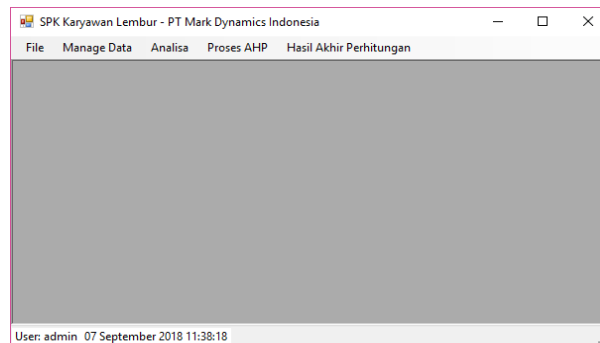 SPK Karyawan Lembur - PT Mark Dynamics Indonesia
File Manage Data Analisa Proses AHP Hasil Akhir Perhitungan
User: admin 07 September 2018 11:38:18